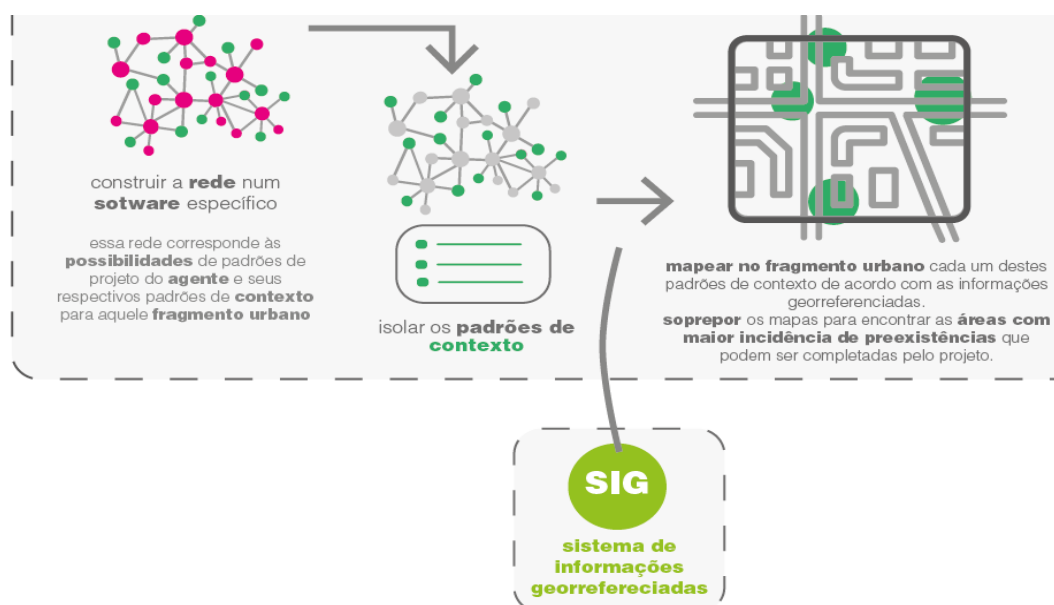 construir a rede num
sotware específico
essa rede corresponde às
possibilidades de padrões de
projeto do agente e seus
respectivos padrões de contexto
para aquele fragmento urbano
isolar os padrões de
contexto
mapear no fragmento urbano cada um destes
padrões de contexto de acordo com as informações
georreferenciadas.
soprepor os mapas para encontrar as áreas com
maior incidência de preexistências que
podem ser completadas pelo projeto.
SIG
sistema de
informações
georrefereciadas